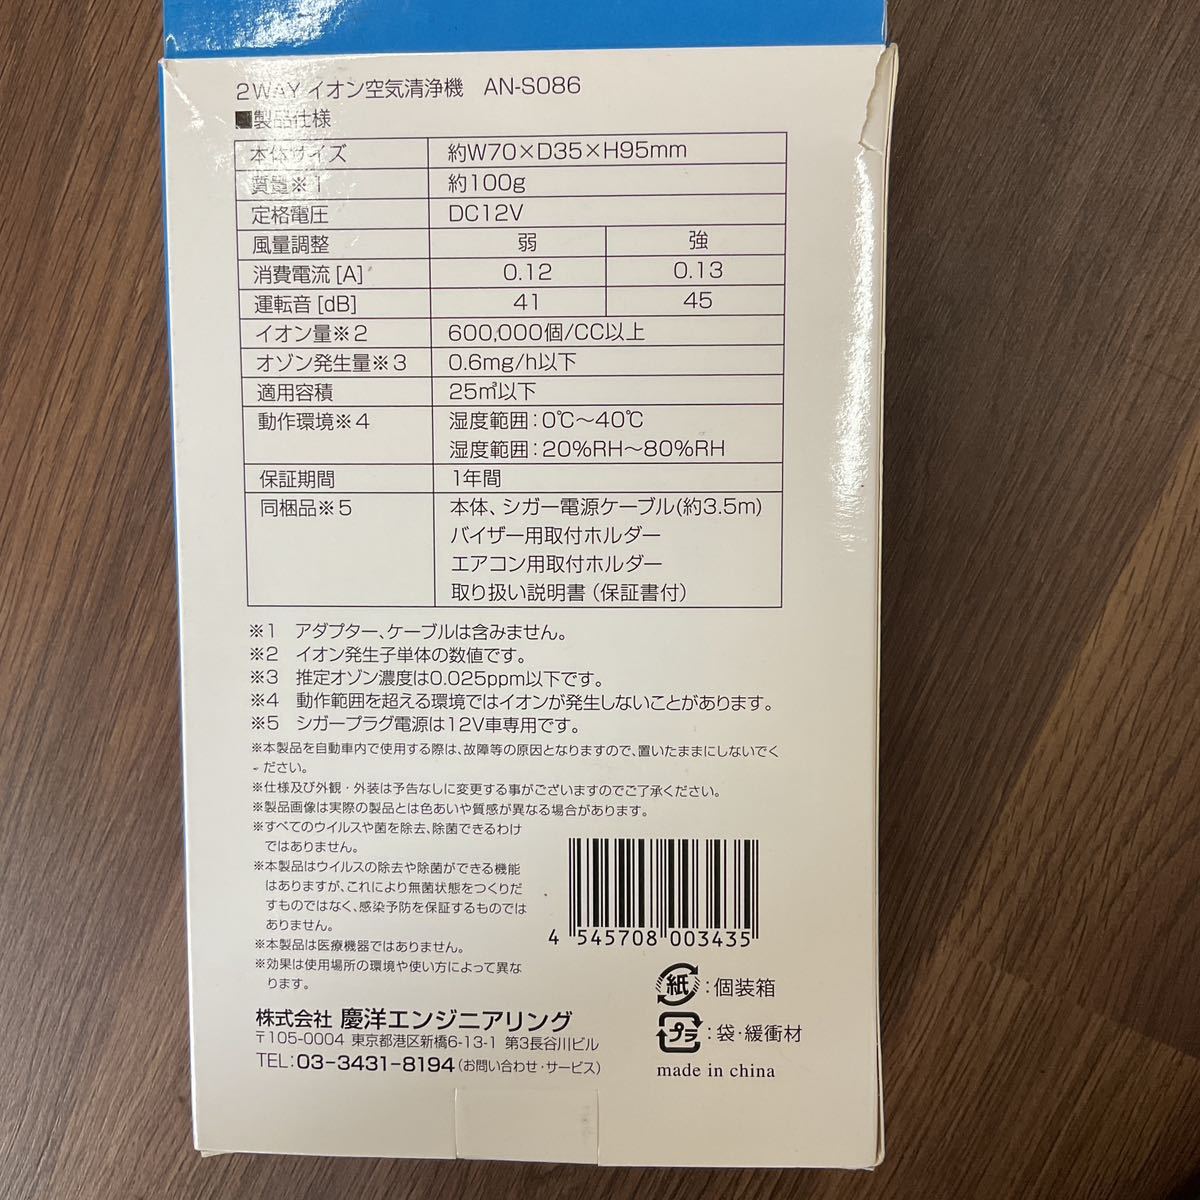 2WAY イオン空気清浄機 AN-S086
■製品仕様
本体サイズ 約W70×D35×H95mm
質量※1 約100g
定格電圧 DC12V
風量調整 弱 強
消費電流[A] 0.12 0.13
運転音[dB] 41 45
イオン量※2 600,000個/CC以上
オゾン発生量※3 0.6mg/h以下
適用容積 25㎥以下
動作環境※4 湿度範囲：0℃～40℃
湿度範囲：20%RH～80%RH
保証期間 1年間
同梱品※5 本体、シガー電源ケーブル(約3.5m)
バイザー用取付ホルダー
エアコン用取付ホルダー
取り扱い説明書（保証書付）
※1 アダプター、ケーブルは含みません。
※2 イオン発生子単体の数値です。
※3 推定オゾン濃度は0.025ppm以下です。
※4 動作範囲を超える環境ではイオンが発生しないことがあります。
※5 シガープラグ電源は12V車専用です。
※本製品を自動車内で使用する際は、故障等の原因となりますので、置いたままにしないでく
ださい。
※仕様及び外観・外装は予告なしに変更する事がございますのでご了承ください。
※製品画像は実際の製品とは色あいや質感が異なる場合があります。
※すべてのウイルスや菌を除去、除菌できるわけ
ではありません。
※本製品はウイルスの除去や除菌ができる機能
はありますが、これにより無菌状態をつくりだ
すものではなく、感染予防を保証するものでは
ありません。
※本製品は医療機器ではありません。
※効果は使用場所の環境や使い方によって異な
ります。
4 545708 003435
紙：個装箱
プラ：袋・緩衝材
made in china
株式会社 慶洋エンジニアリング
〒105-0004 東京都港区新橋6-13-1 第3長谷川ビル
TEL：03-3431-8194（お問い合わせ・サービス）